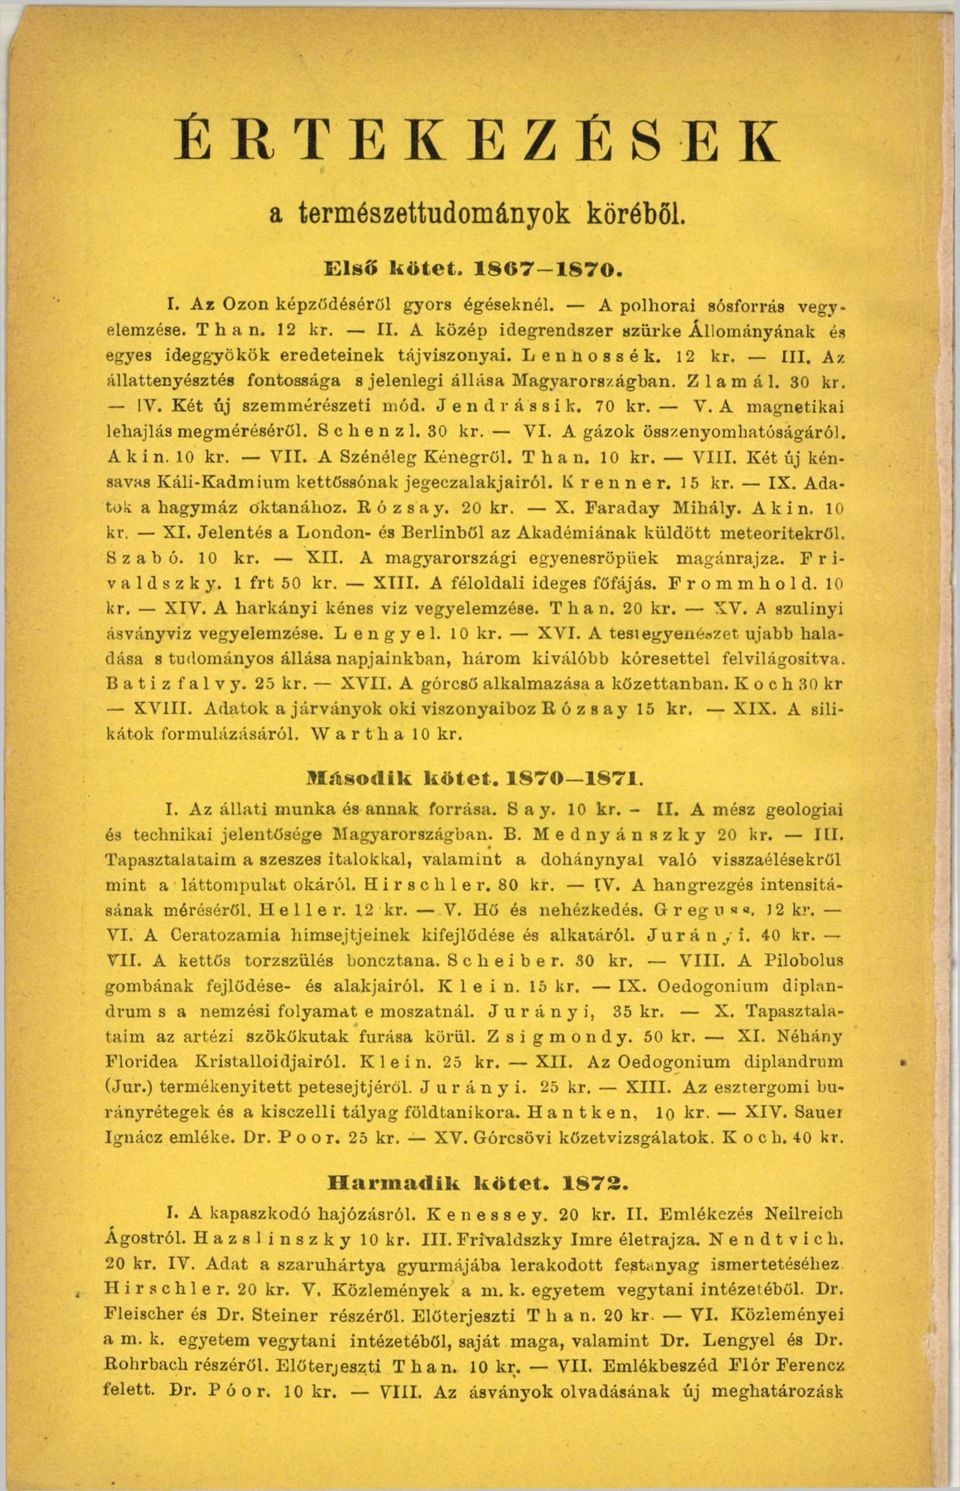 ÉRTEKEZÉSEK
a természettudományok köréből.
Első kötet. 1867—1870.
I. Az Ozon képződéséről gyors égéseknél. — A polhorai sósforrás vegy-
elemzése. Than. 12 kr. — II. A közép idegrendszer szürke Állományának és
egyes ideggyökök eredeteinek tájviszonyai. Lenhossék. 12 kr. — III. Az
állattenyésztés fontossága s jelenlegi állása Magyarországban. Zlamál. 30 kr.
— IV. Két új szemmérészeti mód. Jendrássik. 70 kr. — V. A magnetikai
lehajlás megméréséről. Schenzl. 30 kr. — VI. A gázok összenyomhatóságáról.
Akin. 10 kr. — VII. A Szénéleg Kénegről. Than. 10 kr. — VIII. Két új kén-
savas Káli-Kadmium kettőssónak jegeczalakjairól. Krenner. 15 kr. — IX. Ada-
tok a hagymáz oktanához. Rózsay. 20 kr. — X. Faraday Mihály. Akin. 10
kr. — XI. Jelentés a London- és Berlinből az Akadémiának küldött meteoritekről.
Szabó. 10 kr. — XII. A magyarországi egyenesröpüek magánrajza. Fri-
valdszky. 1 frt 50 kr. — XIII. A féloldali ideges főfájás. Frommhold. 10
kr. — XIV. A harkányi kénes viz vegyelemzése. Than. 20 kr. — XV. A szulinyi
ásványviz vegyelemzése. Lengyel. 10 kr. — XVI. A testegyenészet ujabb hala-
dása s tudományos állása napjainkban, három kiválóbb kóresettel felvilágositva.
Batizfalvy. 25 kr. — XVII. A górcső alkalmazása a kőzettanban. Koch 30 kr
— XVIII. Adatok a járványok oki viszonyaiboz Rózsay 15 kr. — XIX. A sili-
kátok formulázásáról. Wartha 10 kr.
Második kötet. 1870—1871.
I. Az állati munka és annak forrása. Say. 10 kr. - II. A mész geologiai
és technikai jelentősége Magyarországban. B. Mednyánszky 20 kr. — III.
Tapasztalataim a szeszes italokkal, valamint a dohánynyal való visszaélésekről
mint a láttompulat okáról. Hirschler. 80 kr. — IV. A hangrezgés intensitá-
sának méréséről. Heller. 12 kr. — V. Hő és nehézkedés. Greguss. 12 kr. —
VI. A Ceratozamia himsejtjeinek kifejlődése és alkatáról. Jurányi. 40 kr. —
VII. A kettős torzszülés boncztana. Scheiber. 30 kr. — VIII. A Pilobolus
gombának fejlődése- és alakjairól. Klein. 15 kr. — IX. Oedogonium diplan-
drum s a nemzési folyamat e moszatnál. Jurányi, 35 kr. — X. Tapasztala-
taim az artézi szökőkutak furása körül. Zsigmondy. 50 kr. — XI. Néhány
Floridea Kristalloidjairól. Klein. 25 kr. — XII. Az Oedogonium diplandrum
(Jur.) termékenyitett petesejtjéről. Jurányi. 25 kr. — XIII. Az esztergomi bu-
rányrétegek és a kisczelli tályag földtanikora. Hantken, 10 kr. — XIV. Sauer
Ignácz emléke. Dr. Poor. 25 kr. — XV. Górcsövi kőzetvizsgálatok. Koch. 40 kr.
Harmadik kötet. 1872.
I. A kapaszkodó hajózásról. Kenessey. 20 kr. II. Emlékezés Neilreich
Ágostról. Hazslinszky 10 kr. III. Frivaldszky Imre életrajza. Nendtvich.
20 kr. IV. Adat a szaruhártya gyurmájába lerakodott festanyag ismertetéséhez
Hirschler. 20 kr. V. Közlemények a m. k. egyetem vegytani intézetéből. Dr.
Fleischer és Dr. Steiner részéről. Előterjeszti Than. 20 kr. — VI. Közleményei
a m. k. egyetem vegytani intézetéből, saját maga, valamint Dr. Lengyel és Dr.
Rohrbach részéről. Előterjeszti Than. 10 kr. — VII. Emlékbeszéd Flór Ferencz
felett. Dr. Póor. 10 kr. — VIII. Az ásványok olvadásának új meghatározásk